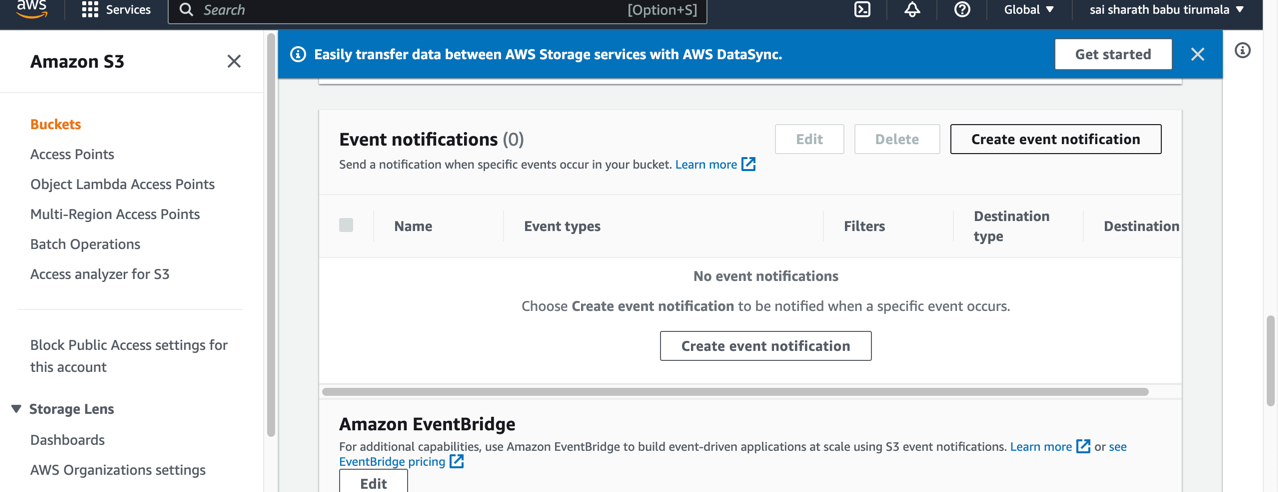 aws
Services
Search
[Option+S]
Global ▼
sai sharath babu tirumala ▼
Amazon S3
Easily transfer data between AWS Storage services with AWS DataSync.
Get started
Buckets
Access Points
Object Lambda Access Points
Multi-Region Access Points
Batch Operations
Access analyzer for S3
Block Public Access settings for
this account
Storage Lens
Dashboards
AWS Organizations settings
Event notifications (0)
Edit
Delete
Create event notification
Send a notification when specific events occur in your bucket. Learn more
Name
Event types
Filters
Destination
type
Destination
No event notifications
Choose Create event notification to be notified when a specific event occurs.
Create event notification
Amazon EventBridge
For additional capabilities, use Amazon EventBridge to build event-driven applications at scale using S3 event notifications. Learn more or see
EventBridge pricing
Edit